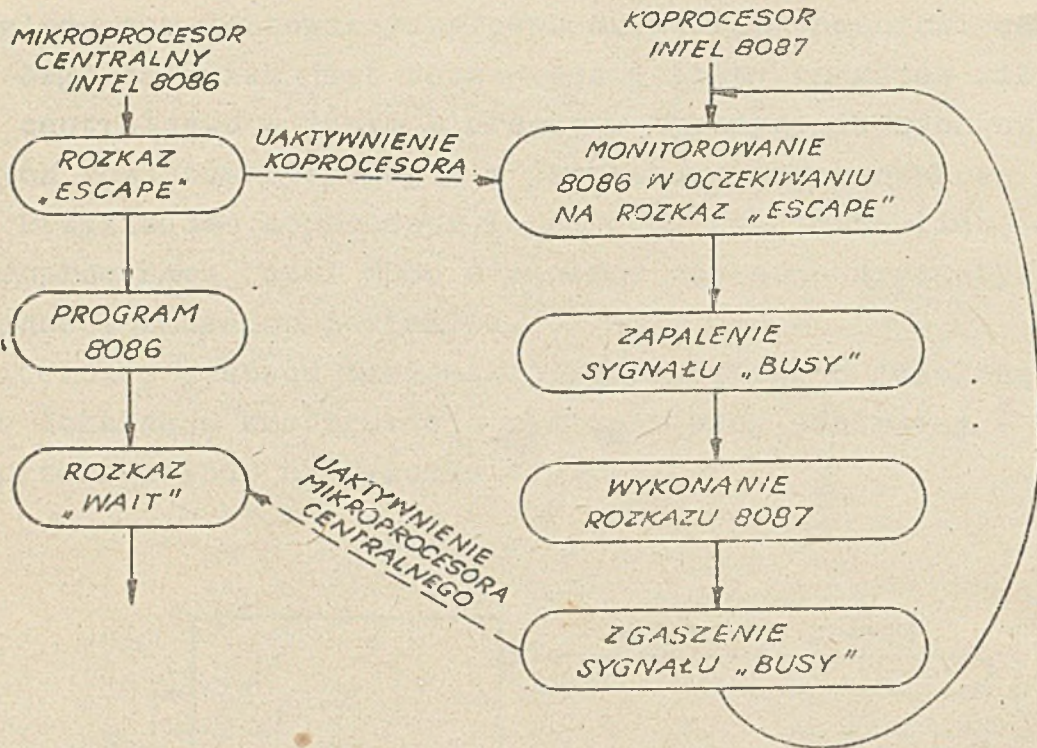 MIKROPROCESOR
CENTRALNY
INTEL 8086
KOPROCESOR
INTEL 8087
ROZKAZ
„ESCAPE"
UAKTYWNIENIE
KOPROCESORA
MONITOROWANIE
8086 W OCZEKIWANIU
NA ROZKAZ „ESCAPE"
PROGRAM
8086
ZAPALENIE
SYGNAŁU „BUSY"
ROZKAZ
„WAIT"
UAKTYWNIENIE
MIKROPROCESORA
CENTRALNEGO
WYKONANIE
ROZKAZU 8087
ZGASZENIE
SYGNAŁU „BUSY"